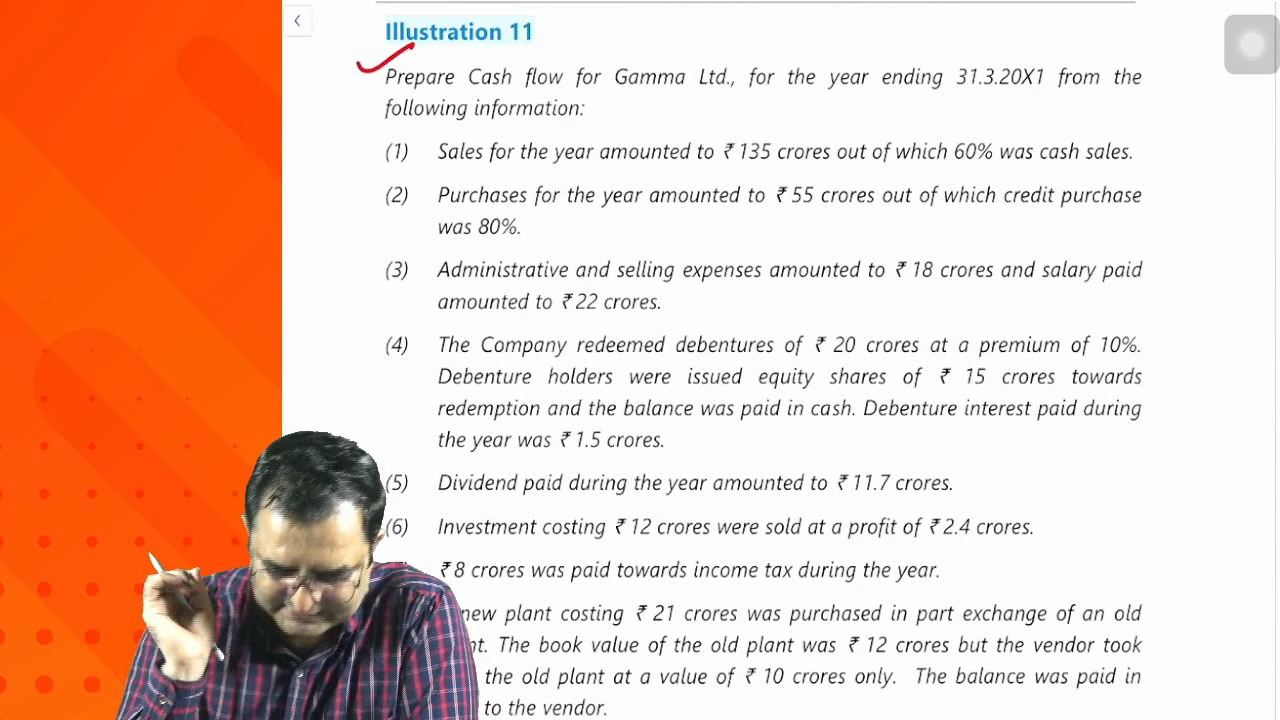 Illustration 11
Prepare Cash flow for Gamma Ltd., for the year ending 31.3.20X1 from the
following information:
(1) Sales for the year amounted to ₹ 135 crores out of which 60% was cash sales.
(2) Purchases for the year amounted to ₹ 55 crores out of which credit purchase
was 80%.
(3) Administrative and selling expenses amounted to ₹ 18 crores and salary paid
amounted to ₹ 22 crores.
(4) The Company redeemed debentures of ₹ 20 crores at a premium of 10%.
Debenture holders were issued equity shares of ₹ 15 crores towards
redemption and the balance was paid in cash. Debenture interest paid during
the year was ₹ 1.5 crores.
(5) Dividend paid during the year amounted to ₹ 11.7 crores.
(6) Investment costing ₹ 12 crores were sold at a profit of ₹ 2.4 crores.
₹ 8 crores was paid towards income tax during the year.
new plant costing ₹ 21 crores was purchased in part exchange of an old
The book value of the old plant was ₹ 12 crores but the vendor took
the old plant at a value of ₹ 10 crores only. The balance was paid in
to the vendor.